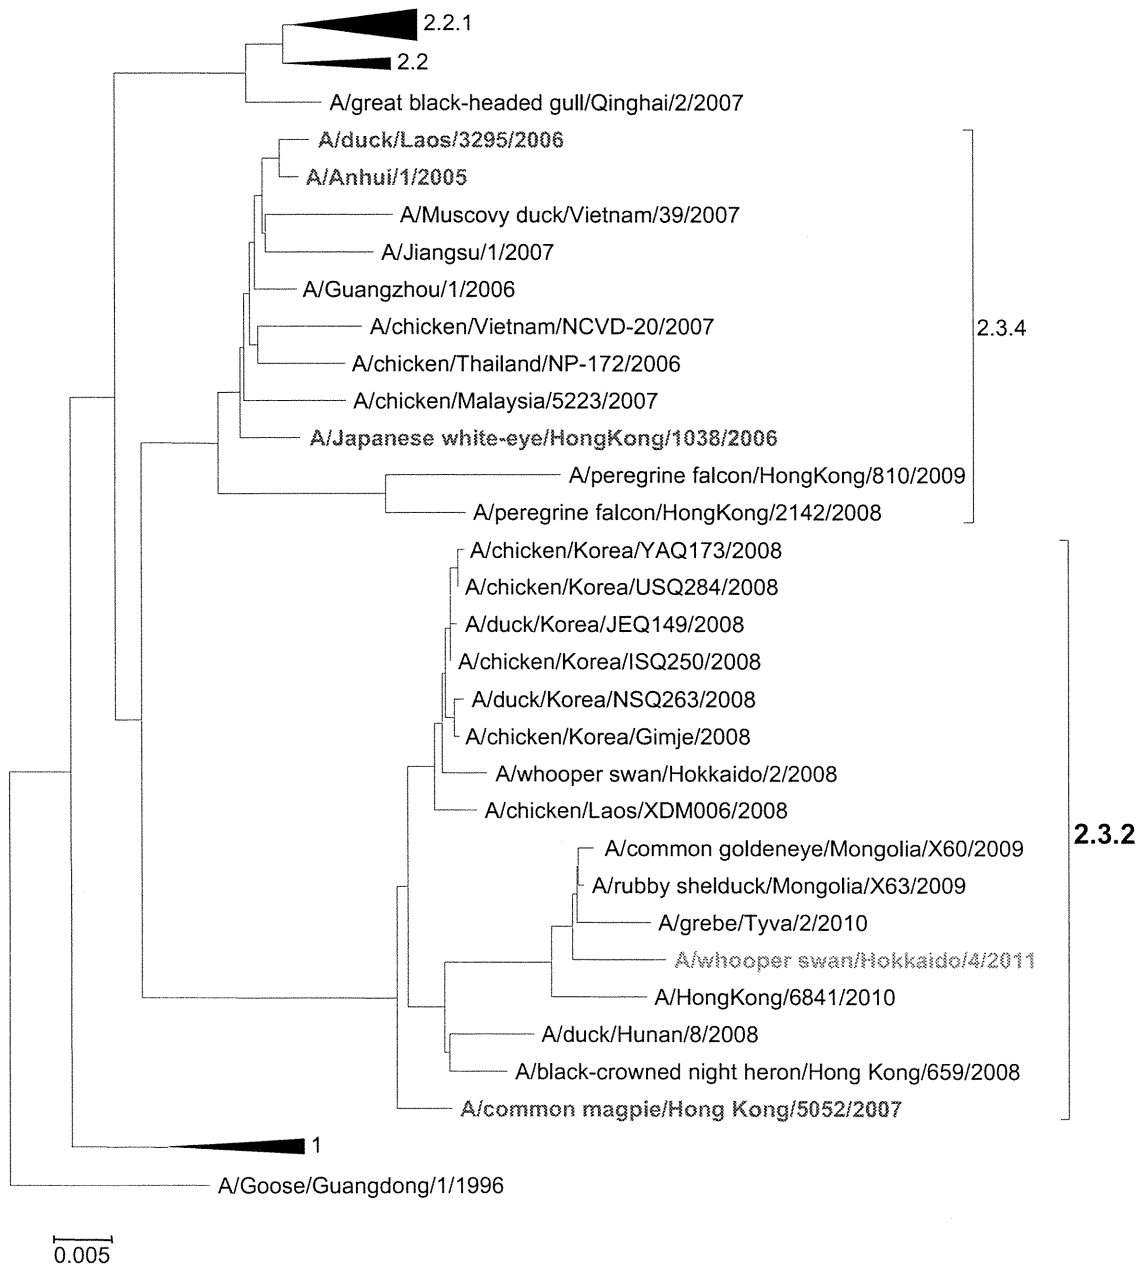 2.2.1
2.2
A/great black-headed gull/Qinghai/2/2007
A/duck/Laos/3295/2006
A/Anhui/1/2005
A/Muscovy duck/Vietnam/39/2007
A/Jiangsu/1/2007
A/Guangzhou/1/2006
A/chicken/Vietnam/NCVD-20/2007
2.3.4
A/chicken/Thailand/NP-172/2006
A/chicken/Malaysia/5223/2007
A/Japanese white-eye/HongKong/1038/2006
A/peregrine falcon/HongKong/810/2009
A/peregrine falcon/HongKong/2142/2008
A/chicken/Korea/YAQ173/2008
A/chicken/Korea/USQ284/2008
A/duck/Korea/JEQ149/2008
A/chicken/Korea/ISQ250/2008
A/duck/Korea/NSQ263/2008
A/chicken/Korea/Gimje/2008
A/whooper swan/Hokkaido/2/2008
A/chicken/Laos/XDM006/2008
2.3.2
A/common goldeneye/Mongolia/X60/2009
A/rubby shelduck/Mongolia/X63/2009
A/grebe/Tyva/2/2010
A/whooper swan/Hokkaido/4/2011
A/HongKong/6841/2010
A/duck/Hunan/8/2008
A/black-crowned night heron/Hong Kong/659/2008
A/common magpie/Hong Kong/5052/2007
1
A/Goose/Guangdong/1/1996
0.005